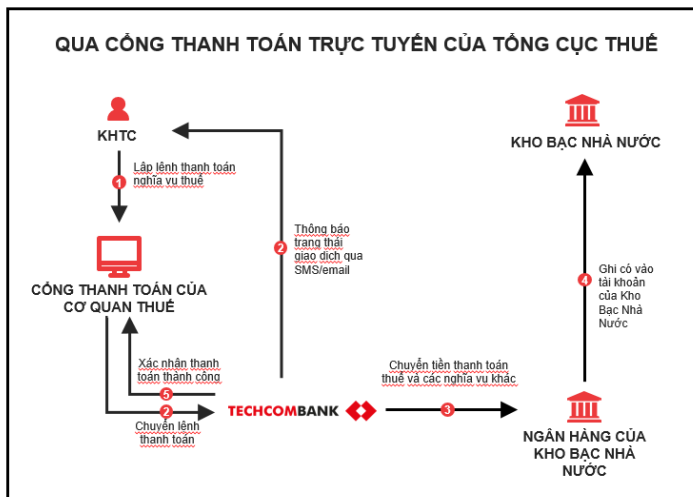 QUA CỔNG THANH TOÁN TRỰC TUYẾN CỦA TỔNG CỤC THUẾ
KHTC
KHO BẠC NHÀ NƯỚC
1
Lập lệnh thanh toán
nghĩa vụ thuế
2
Thông báo
trạng thái
giao dịch qua
SMS/email
4
Ghi có vào
tài khoản
của Kho
Bạc Nhà
Nước
CỔNG THANH TOÁN CỦA
CƠ QUAN THUẾ
Xác nhận thanh
toán thành công
5
2
Chuyển lệnh
thanh toán
TECHCOMBANK
Chuyển tiền thanh toán
thuế và các nghĩa vụ khác
3
NGÂN HÀNG CỦA
KHO BẠC NHÀ
NƯỚC